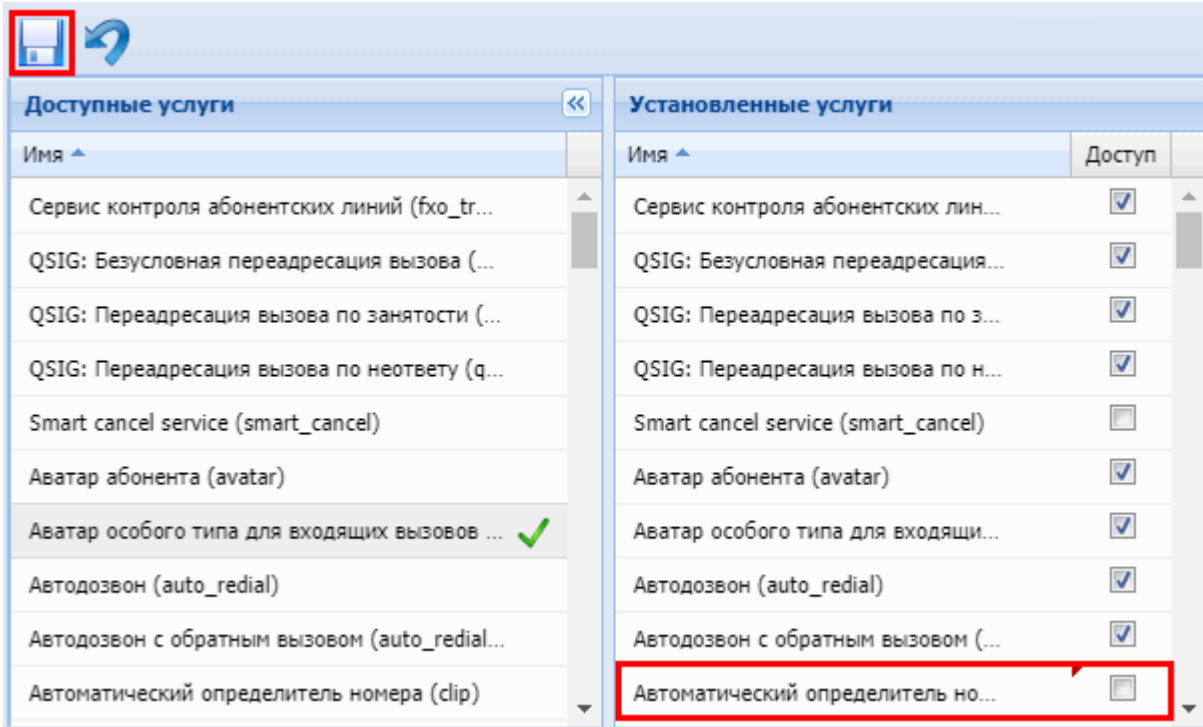 Доступные услуги
Имя
Сервис контроля абонентских линий (fxo_tr...
QSIG: Безусловная переадресация вызова (...
QSIG: Переадресация вызова по занятости (...
QSIG: Переадресация вызова по неответу (q...
Smart cancel service (smart_cancel)
Аватар абонента (avatar)
Аватар особого типа для входящих вызовов ...
Автодозвон (auto_redial)
Автодозвон с обратным вызовом (auto_redial...
Автоматический определитель номера (clip)
Установленные услуги
Имя Доступ
Сервис контроля абонентских лин...
QSIG: Безусловная переадресация...
QSIG: Переадресация вызова по з...
QSIG: Переадресация вызова по н...
Smart cancel service (smart_cancel)
Аватар абонента (avatar)
Аватар особого типа для входящи...
Автодозвон (auto_redial)
Автодозвон с обратным вызовом (...
Автоматический определитель но...